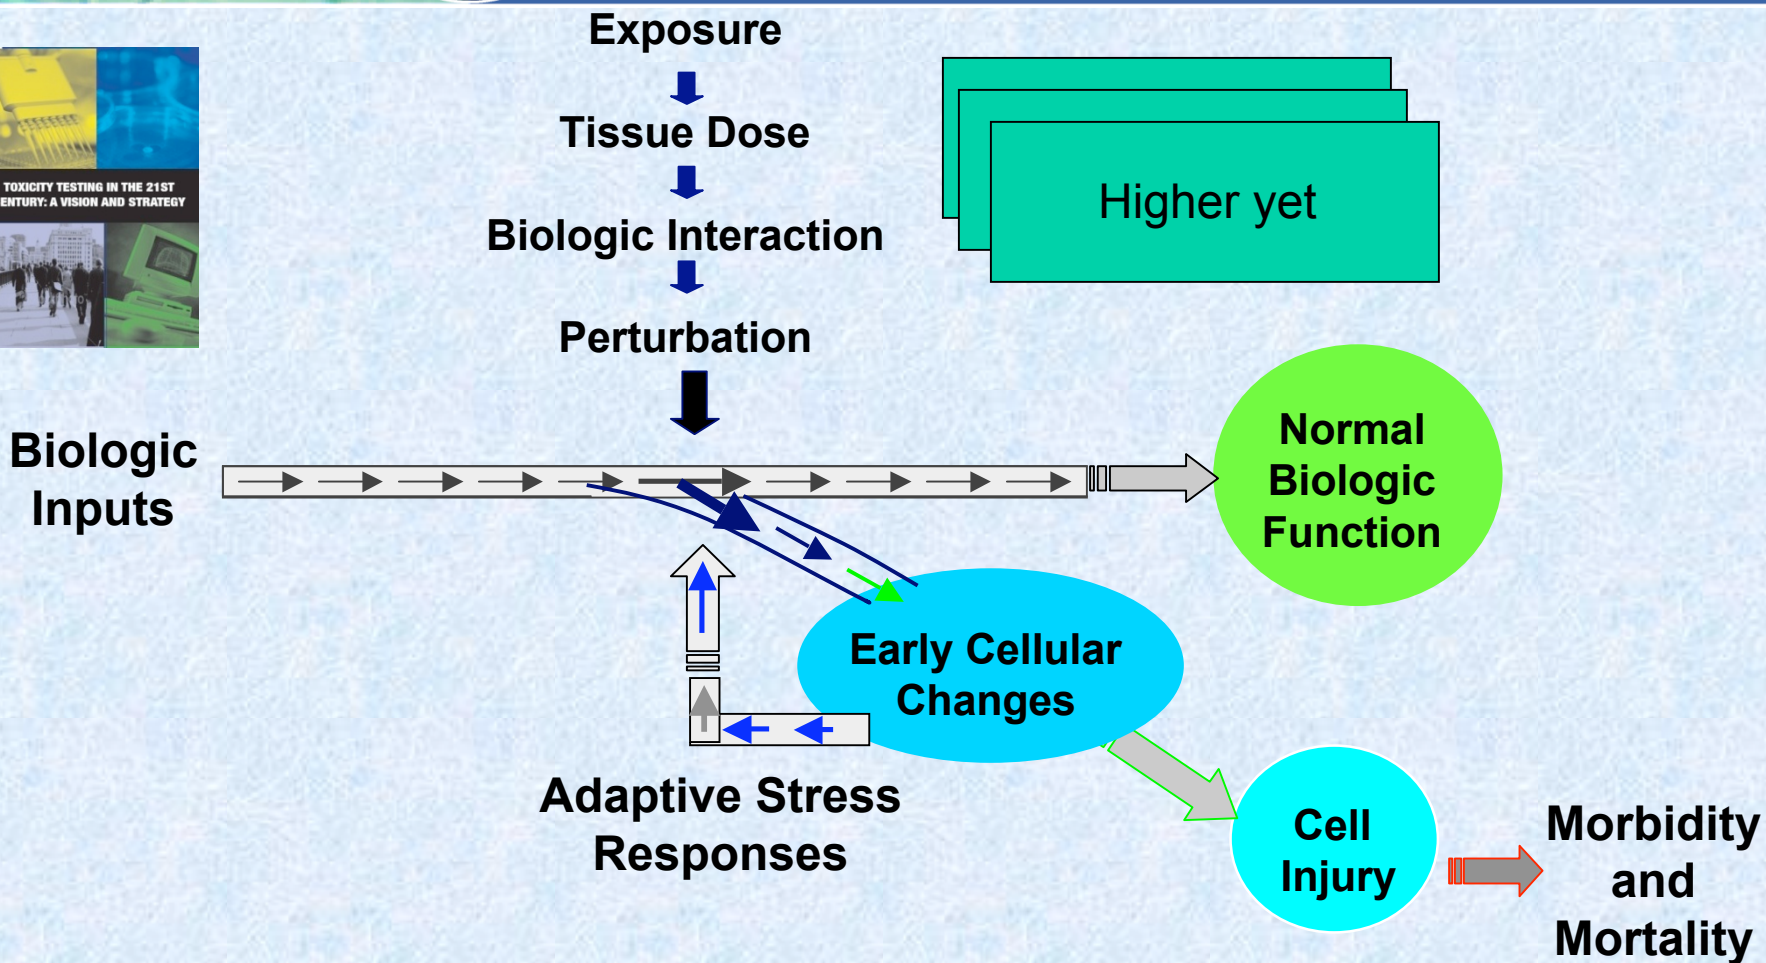 Exposure
Tissue Dose
Biologic Interaction
Perturbation
Higher yet
TOXICITY TESTING IN THE 21ST
ENTURY: A VISION AND STRATEGY
Biologic
Inputs
Normal
Biologic
Function
Early Cellular
Changes
Adaptive Stress
Responses
Cell
Injury
Morbidity
and
Mortality